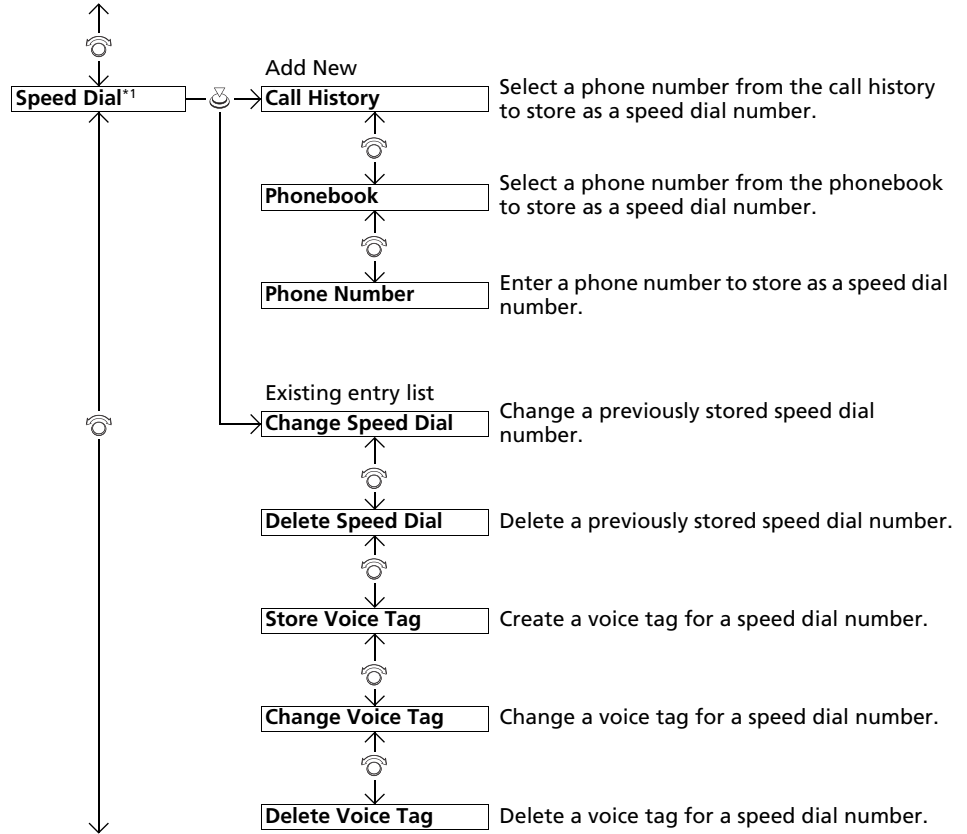 Speed Dial*1
Add New
Call History
Select a phone number from the call history
to store as a speed dial number.
Phonebook
Select a phone number from the phonebook
to store as a speed dial number.
Phone Number
Enter a phone number to store as a speed dial
number.
Existing entry list
Change Speed Dial
Change a previously stored speed dial
number.
Delete Speed Dial
Delete a previously stored speed dial number.
Store Voice Tag
Create a voice tag for a speed dial number.
Change Voice Tag
Change a voice tag for a speed dial number.
Delete Voice Tag
Delete a voice tag for a speed dial number.